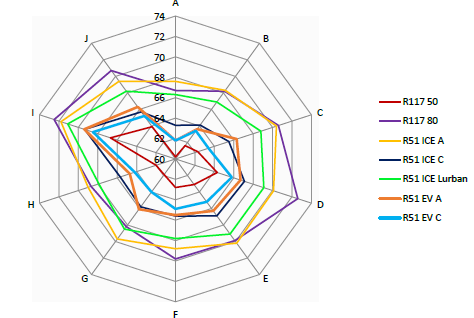 A
74
72
70
68
66
64
62
60
B
C
D
E
F
G
H
I
J
R117 50
R117 80
R51 ICE A
R51 ICE C
R51 ICE Lurban
R51 EV A
R51 EV C